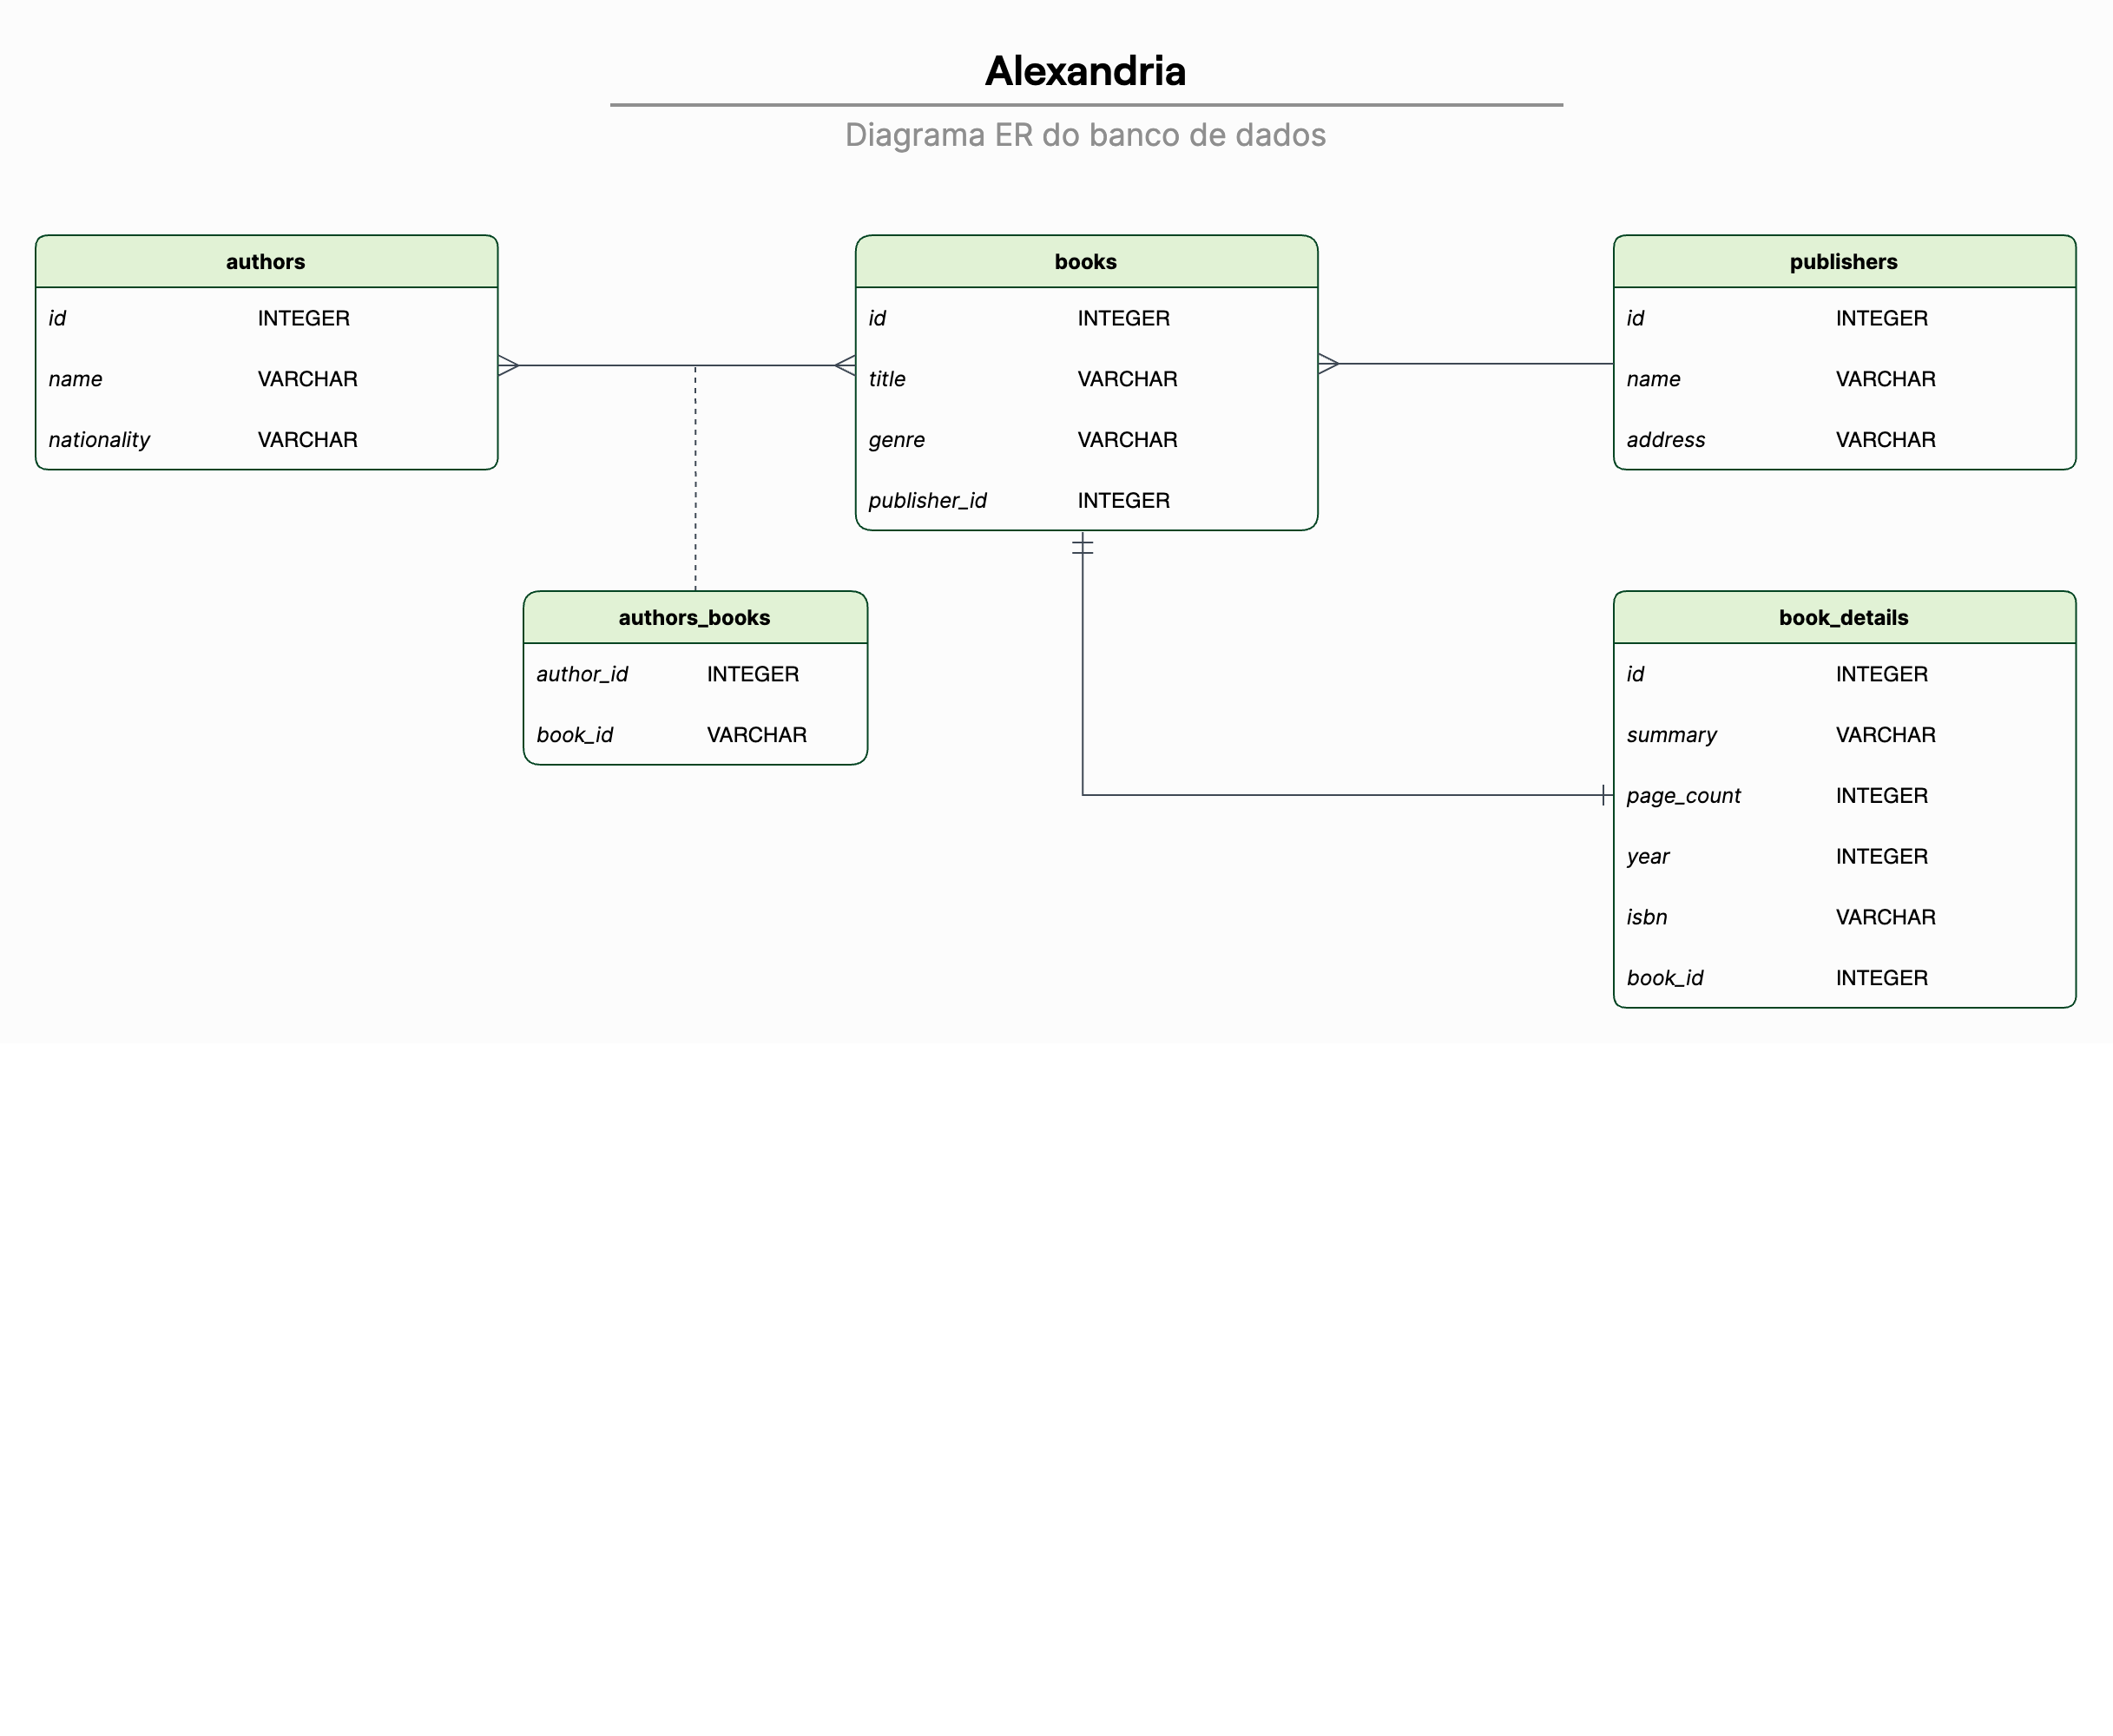 Alexandria
Diagrama ER do banco de dados
authors
id INTEGER
name VARCHAR
nationality VARCHAR
books
id INTEGER
title VARCHAR
genre VARCHAR
publisher_id INTEGER
publishers
id INTEGER
name VARCHAR
address VARCHAR
authors_books
author_id INTEGER
book_id VARCHAR
book_details
id INTEGER
summary VARCHAR
page_count INTEGER
year INTEGER
isbn VARCHAR
book_id INTEGER